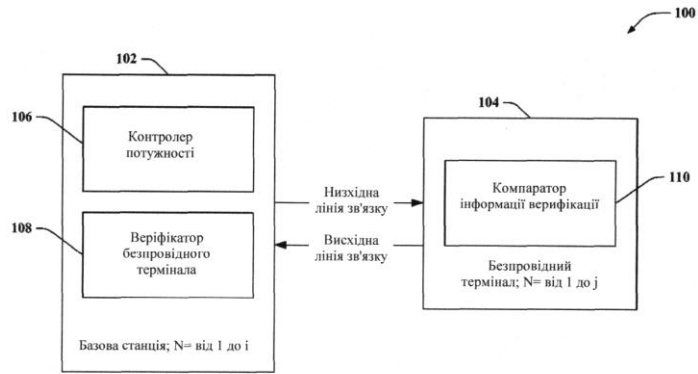 100
102
104
106
Контролер
потужності
108
Веріфікатор
безпровідного
термінала
Базова станція; N= від 1 до і
Низхідна
лінія зв'язку
Висхідна
лінія зв'язку
110
Компаратор
інформації верифікації
Безпровідний
термінал; N= від 1 до j